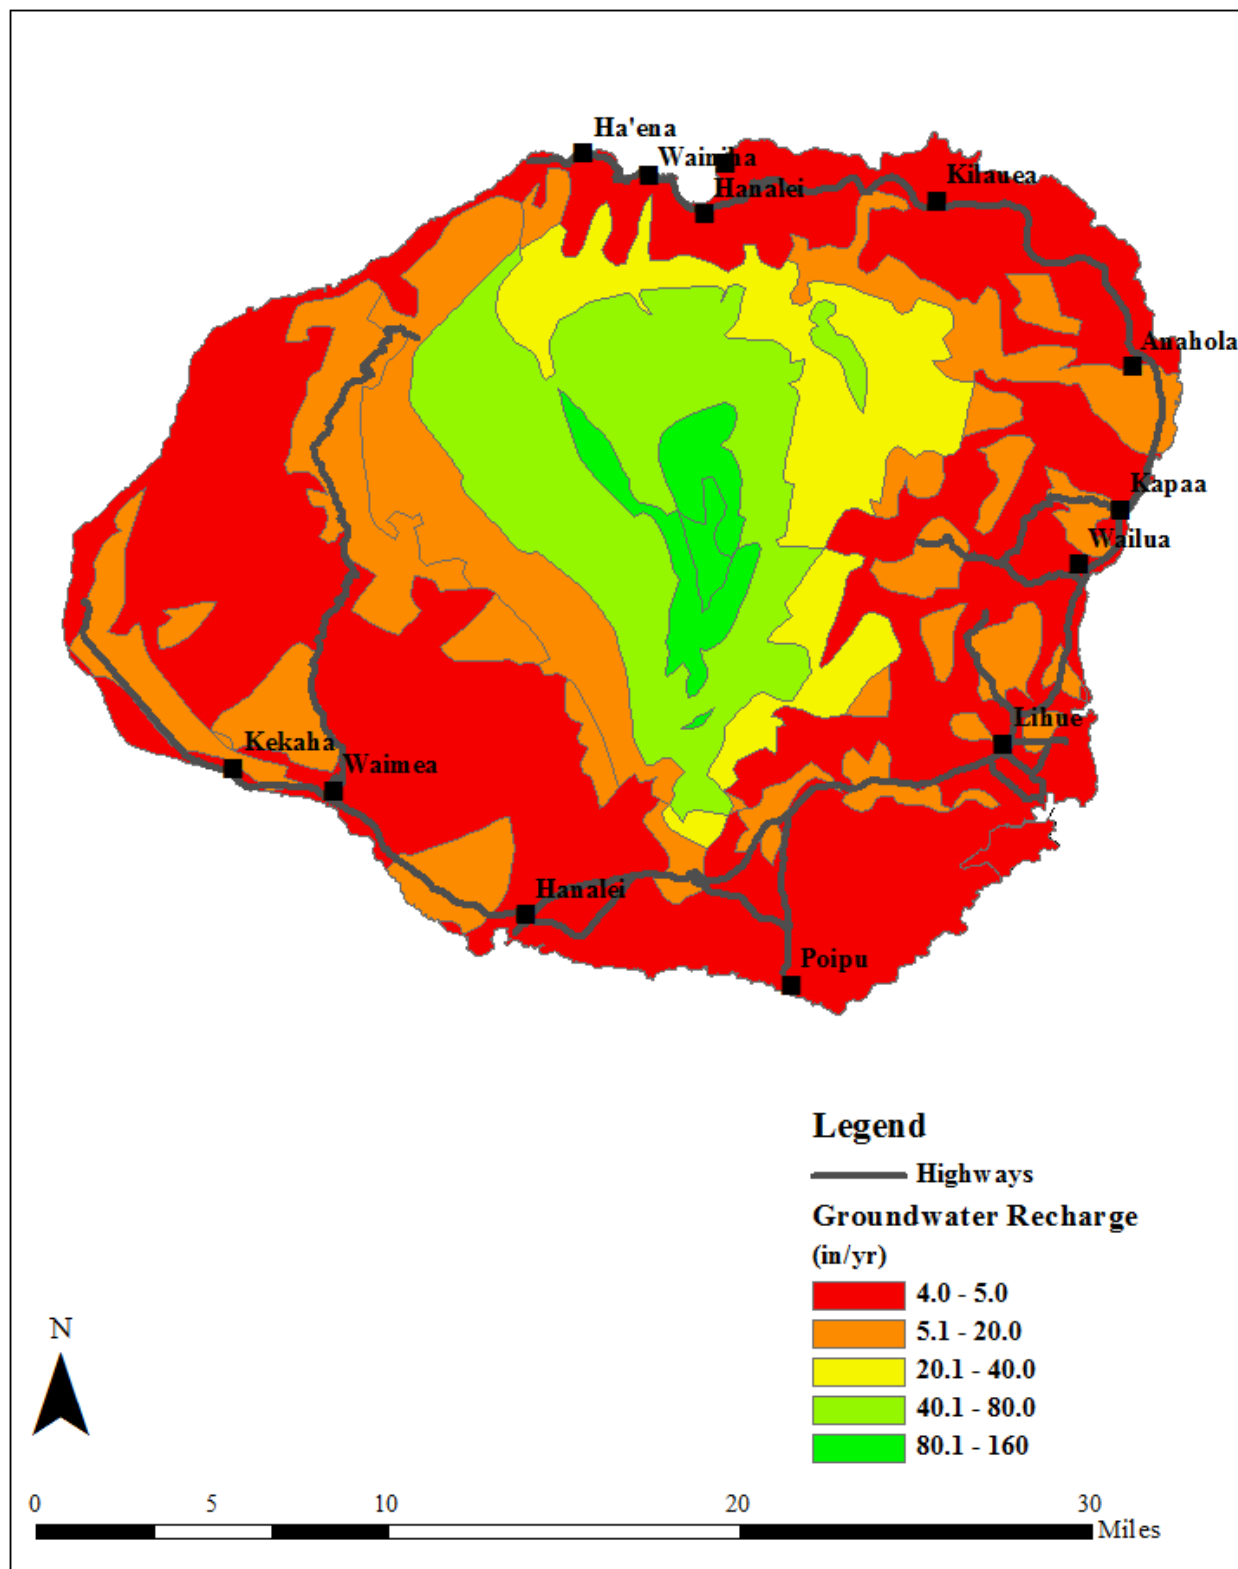 Ha'ena
Wainiha
Hanalei
Kilauea
Anahola
Kapaa
Wailua
Lihue
Kekaha
Waimea
Hanalei
Poipu
Legend
Highways
Groundwater Recharge
(in/yr)
4.0 - 5.0
5.1 - 20.0
20.1 - 40.0
40.1 - 80.0
80.1 - 160
N
0 5 10 20 30
Miles